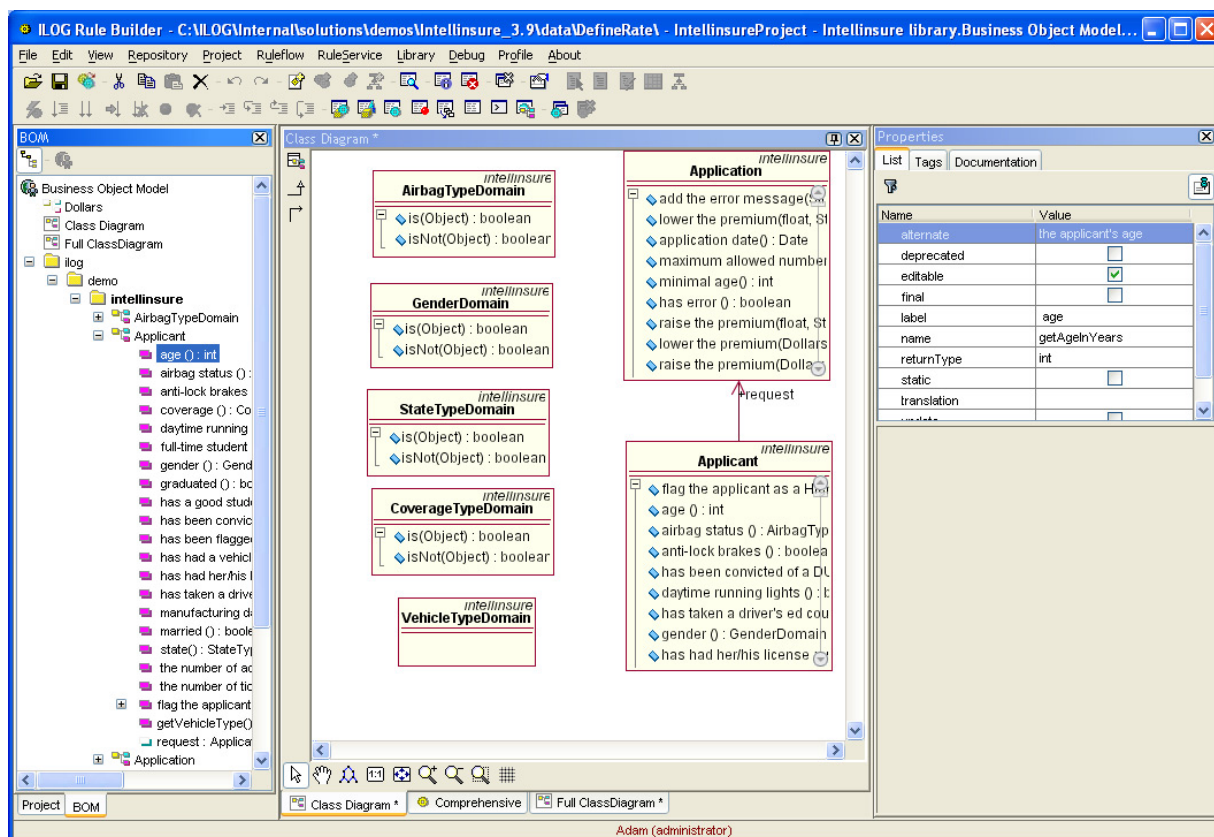 ILOG Rule Builder - C:\ILOG\Internal\solutions\demos\Intellinsure_3.9\data\DefineRate\ - IntellinsureProject - Intellinsure library.Business Object Model...
File Edit View Repository Project Ruleflow RuleService Library Debug Profile About
BOM
Business Object Model
Dollars
Class Diagram
Full ClassDiagram
ilog
demo
intellinsure
AirbagTypeDomain
Applicant
age () : int
airbag status () :
anti-lock brakes
coverage () : Co
daytime running
full-time student
gender () : Gend
graduated () : bo
has a good stude
has been convic
has been flagge
has had a vehicl
has had her/his l
has taken a drive
manufacturing d
married () : boole
state() : StateTy
the number of ac
the number of tic
flag the applicant
getVehicleType()
request : Applica
Application
Project BOM
Class Diagram *
intellinsure
AirbagTypeDomain
is(Object) : boolean
isNot(Object) : boolear
intellinsure
GenderDomain
is(Object) : boolean
isNot(Object) : boolear
intellinsure
StateTypeDomain
is(Object) : boolean
isNot(Object) : boolear
intellinsure
CoverageTypeDomain
is(Object) : boolean
isNot(Object) : boolear
intellinsure
VehicleTypeDomain
intellinsure
Application
add the error message(
lower the premium(float, St
application date() : Date
maximum allowed number
minimal age() : int
has error () : boolean
raise the premium(float, St
lower the premium(Dollars
raise the premium(Dolla
+request
intellinsure
Applicant
flag the applicant as a
age () : int
airbag status () : AirbagTyp
anti-lock brakes () : boolea
has been convicted of a DU
daytime running lights () : b
has taken a driver's ed cou
gender () : GenderDomain
has had her/his license
1:1
Class Diagram * Comprehensive Full ClassDiagram *
Properties
List Tags Documentation
Name Value
alternate the applicant's age
deprecated
editable
final
label age
name getAgeInYears
returnType int
static
translation
update
Adam (administrator)